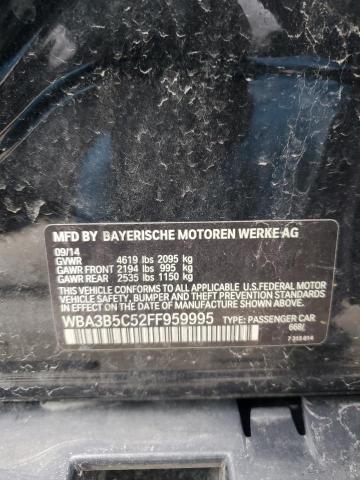 MFD BY BAYERISCHE MOTOREN WERKE AG
09/14
GVWR 4619 lbs 2095 kg
GAWR FRONT 2194 lbs 995 kg
GAWR REAR 2535 lbs 1150 kg
THIS VEHICLE CONFORMS TO ALL APPLICABLE U.S.FEDERAL MOTOR
VEHICLE SAFETY, BUMPER, AND THEFT PREVENTION STANDARDS
IN EFFECT ON THE DATE OF MANUFACTURE SHOWN ABOVE.
WBA3B5C52FF959995 TYPE: PASSENGER CAR
668/